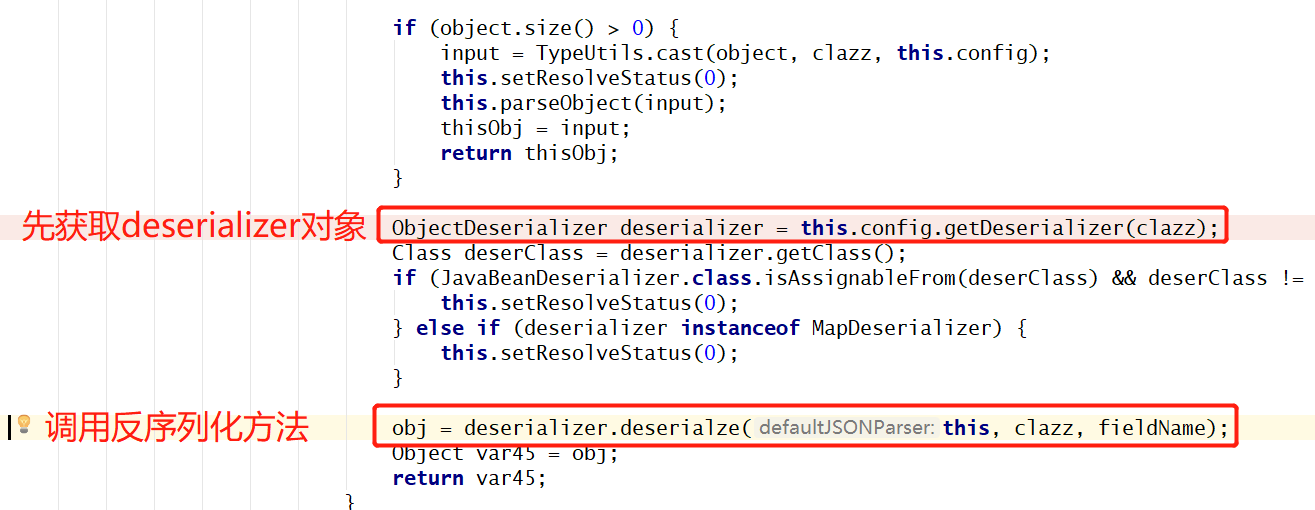 if (object.size() > 0) {
input = TypeUtils.cast(object, clazz, this.config);
this.setResolveStatus(0);
this.parseObject(input);
thisObj = input;
return thisObj;
}
先获取deserializer对象 ObjectDeserializer deserializer = this.config.getDeserializer(clazz);
Class deserClass = deserializer.getClass();
if (JavaBeanDeserializer.class.isAssignableFrom(deserClass) && deserClass !=
this.setResolveStatus(0);
} else if (deserializer instanceof MapDeserializer) {
this.setResolveStatus(0);
}
调用反序列化方法 obj = deserializer.deserialze( defaultJSONParser: this, clazz, fieldName);
Object var45 = obj;
return var45;
}